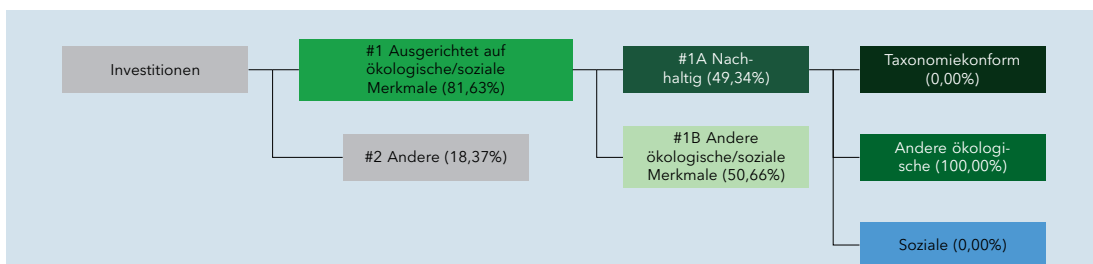 Investitionen
#1 Ausgerichtet auf
ökologische/soziale
Merkmale (81,63%)
#2 Andere (18,37%)
#1A Nach-
haltig (49,34%)
#1B Andere
ökologische/soziale
Merkmale (50,66%)
Taxonomiekonform
(0,00%)
Andere ökologi-
sche (100,00%)
Soziale (0,00%)